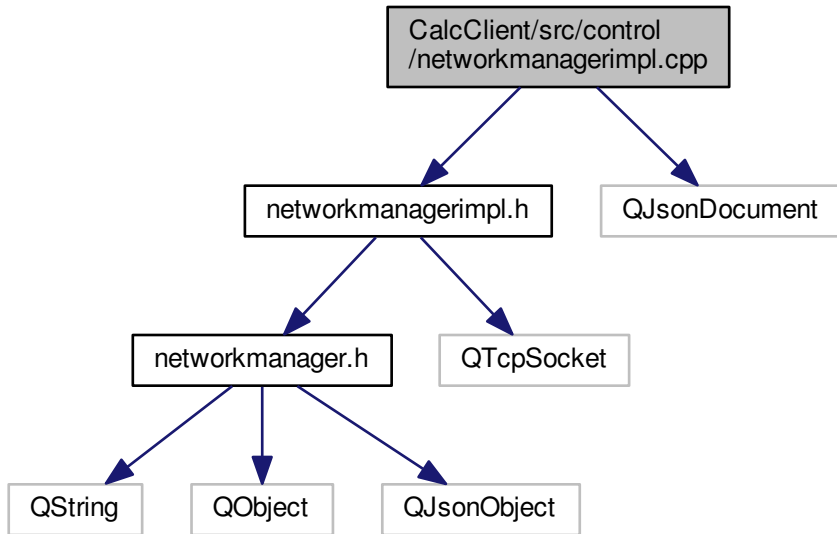 CalcClient/src/control
/networkmanagerimpl.cpp
networkmanagerimpl.h
QJsonDocument
networkmanager.h
QTcpSocket
QString
QObject
QJsonObject